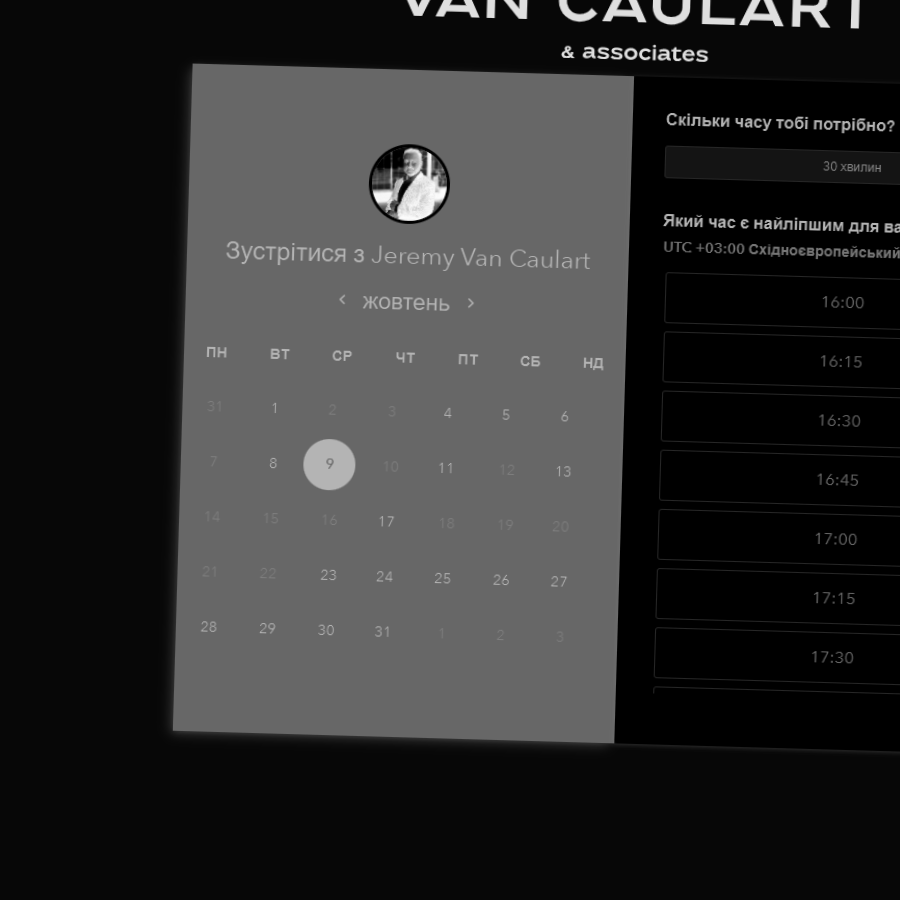 VAN CAULART
& associates
Зустрітися з Jeremy Van Caulart
жовтень
ПН ВТ СР ЧТ ПТ СБ НД
31 1 2 3 4 5 6
7 8 9 10 11 12 13
14 15 16 17 18 19 20
21 22 23 24 25 26 27
28 29 30 31 1 2 3
Скільки часу тобі потрібно?
30 хвилин
Який час є найліпшим для ва
UTC +03:00 Східноєвропейський
16:00
16:15
16:30
16:45
17:00
17:15
17:30